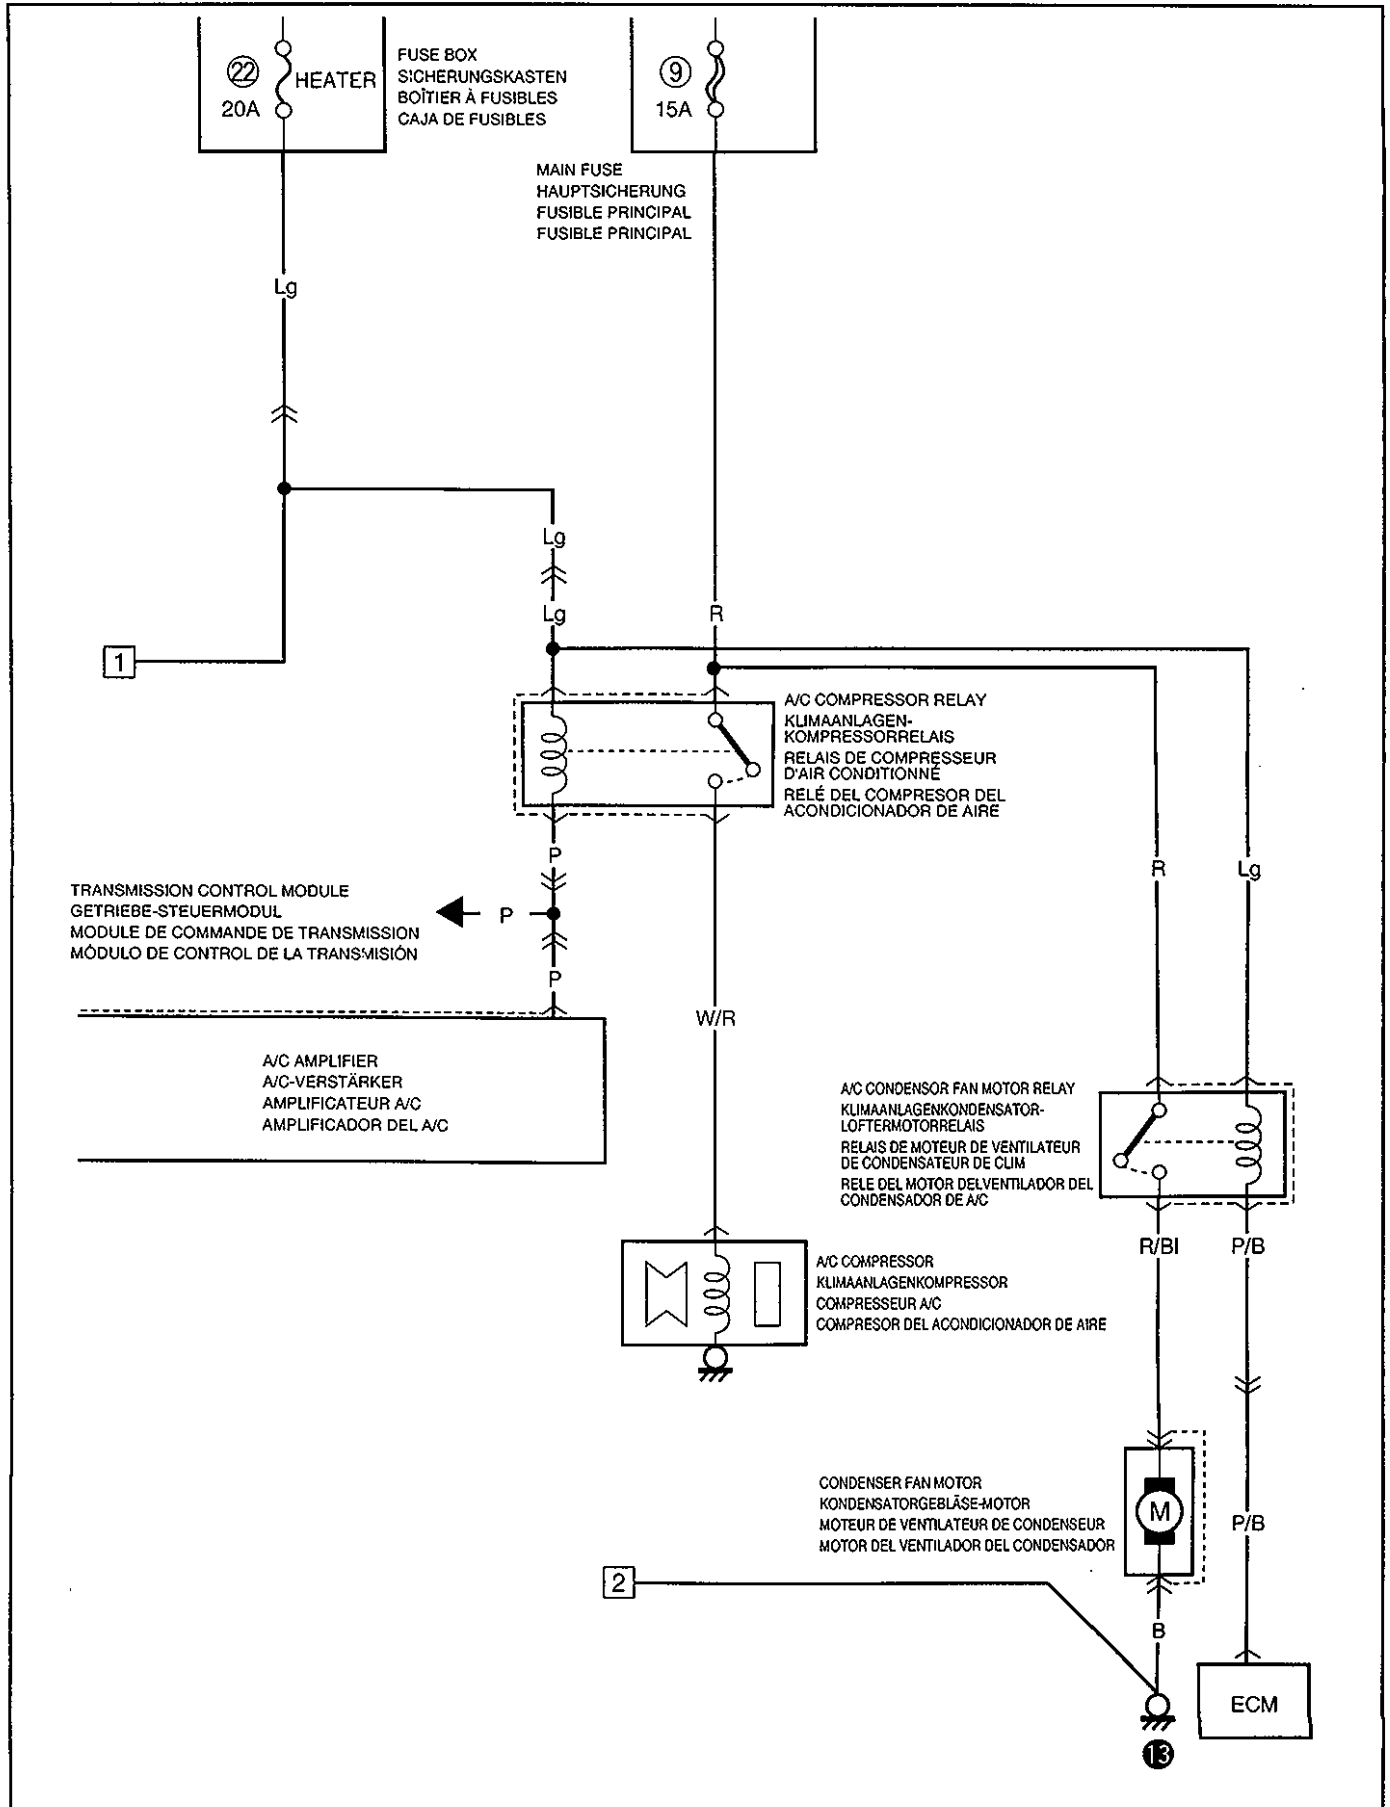 22
HEATER
20A
FUSE BOX
SICHERUNGSKASTEN
BOÎTIER À FUSIBLES
CAJA DE FUSIBLES
9
15A
MAIN FUSE
HAUPTSICHERUNG
FUSIBLE PRINCIPAL
FUSIBLE PRINCIPAL
Lg
Lg
Lg
R
1
A/C COMPRESSOR RELAY
KLIMAANLAGEN-
KOMPRESSORRELAIS
RELAIS DE COMPRESSEUR
D'AIR CONDITIONNÉ
RELÉ DEL COMPRESOR DEL
ACONDICIONADOR DE AIRE
P
R
Lg
TRANSMISSION CONTROL MODULE
GETRIEBE-STEUERMODUL
MODULE DE COMMANDE DE TRANSMISSION
MÓDULO DE CONTROL DE LA TRANSMISIÓN
P
P
W/R
A/C AMPLIFIER
A/C-VERSTÄRKER
AMPLIFICATEUR A/C
AMPLIFICADOR DEL A/C
A/C CONDENSOR FAN MOTOR RELAY
KLIMAANLAGENKONDENSATOR-
LOFTERMOTORRELAIS
RELAIS DE MOTEUR DE VENTILATEUR
DE CONDENSATEUR DE CLIM
RELE DEL MOTOR DELVENTILADOR DEL
CONDENSADOR DE A/C
R/Bl
P/B
A/C COMPRESSOR
KLIMAANLAGENKOMPRESSOR
COMPRESSEUR A/C
COMPRESOR DEL ACONDICIONADOR DE AIRE
CONDENSER FAN MOTOR
KONDENSATORGEBLÄSE-MOTOR
MOTEUR DE VENTILATEUR DE CONDENSEUR
MOTOR DEL VENTILADOR DEL CONDENSADOR
M
P/B
2
B
ECM
13